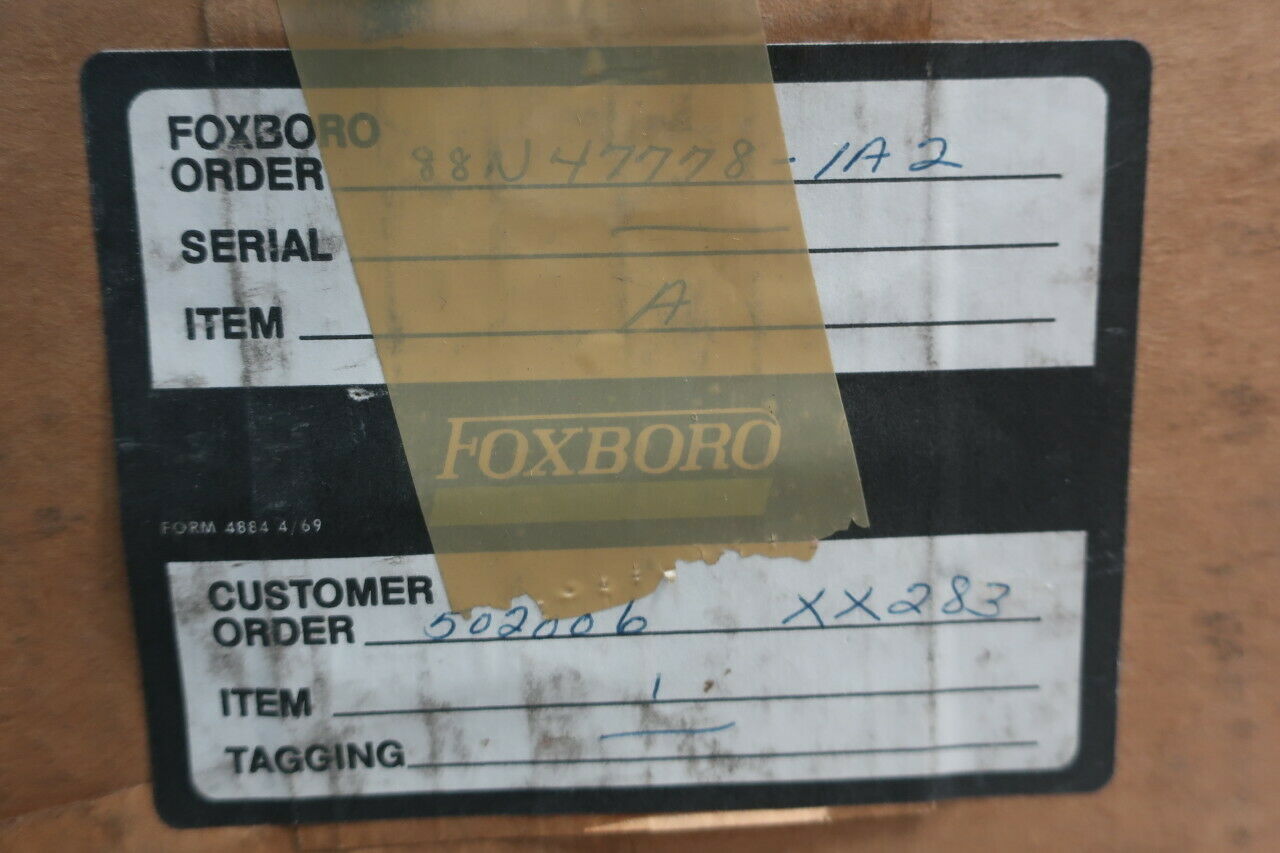 FOXBORO
ORDER 88N47778-1A2
SERIAL —
ITEM A
FOXBORO
FORM 4884 4/69
CUSTOMER
ORDER 502006 XX283
ITEM 1
TAGGING —